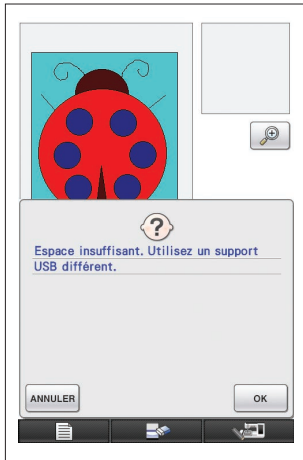 Espace insuffisant. Utilisez un support
USB différent.
ANNULER
OK